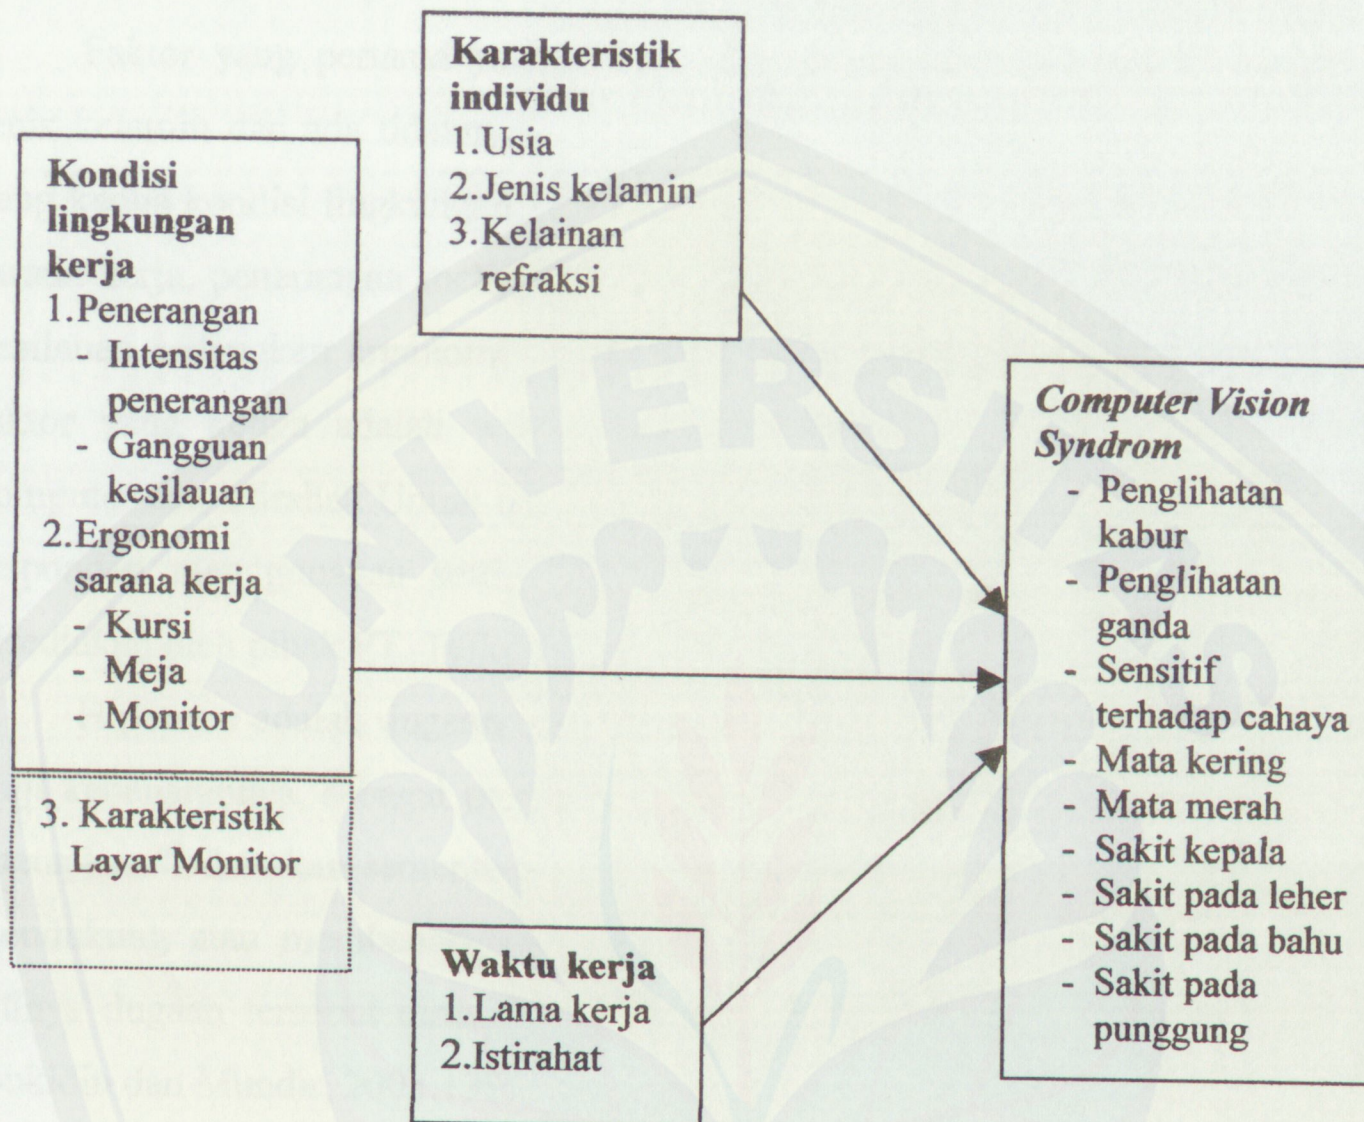 Karakteristik
individu
1.Usia
2.Jenis kelamin
3.Kelainan
refraksi
Kondisi
lingkungan
kerja
1.Penerangan
- Intensitas
penerangan
- Gangguan
kesilauan
2.Ergonomi
sarana kerja
- Kursi
- Meja
- Monitor
3. Karakteristik
Layar Monitor
Waktu kerja
1.Lama kerja
2.Istirahat
Computer Vision
Syndrom
- Penglihatan
kabur
- Penglihatan
ganda
- Sensitif
terhadap cahaya
- Mata kering
- Mata merah
- Sakit kepala
- Sakit pada leher
- Sakit pada bahu
- Sakit pada
punggung
UNIVERSITAS